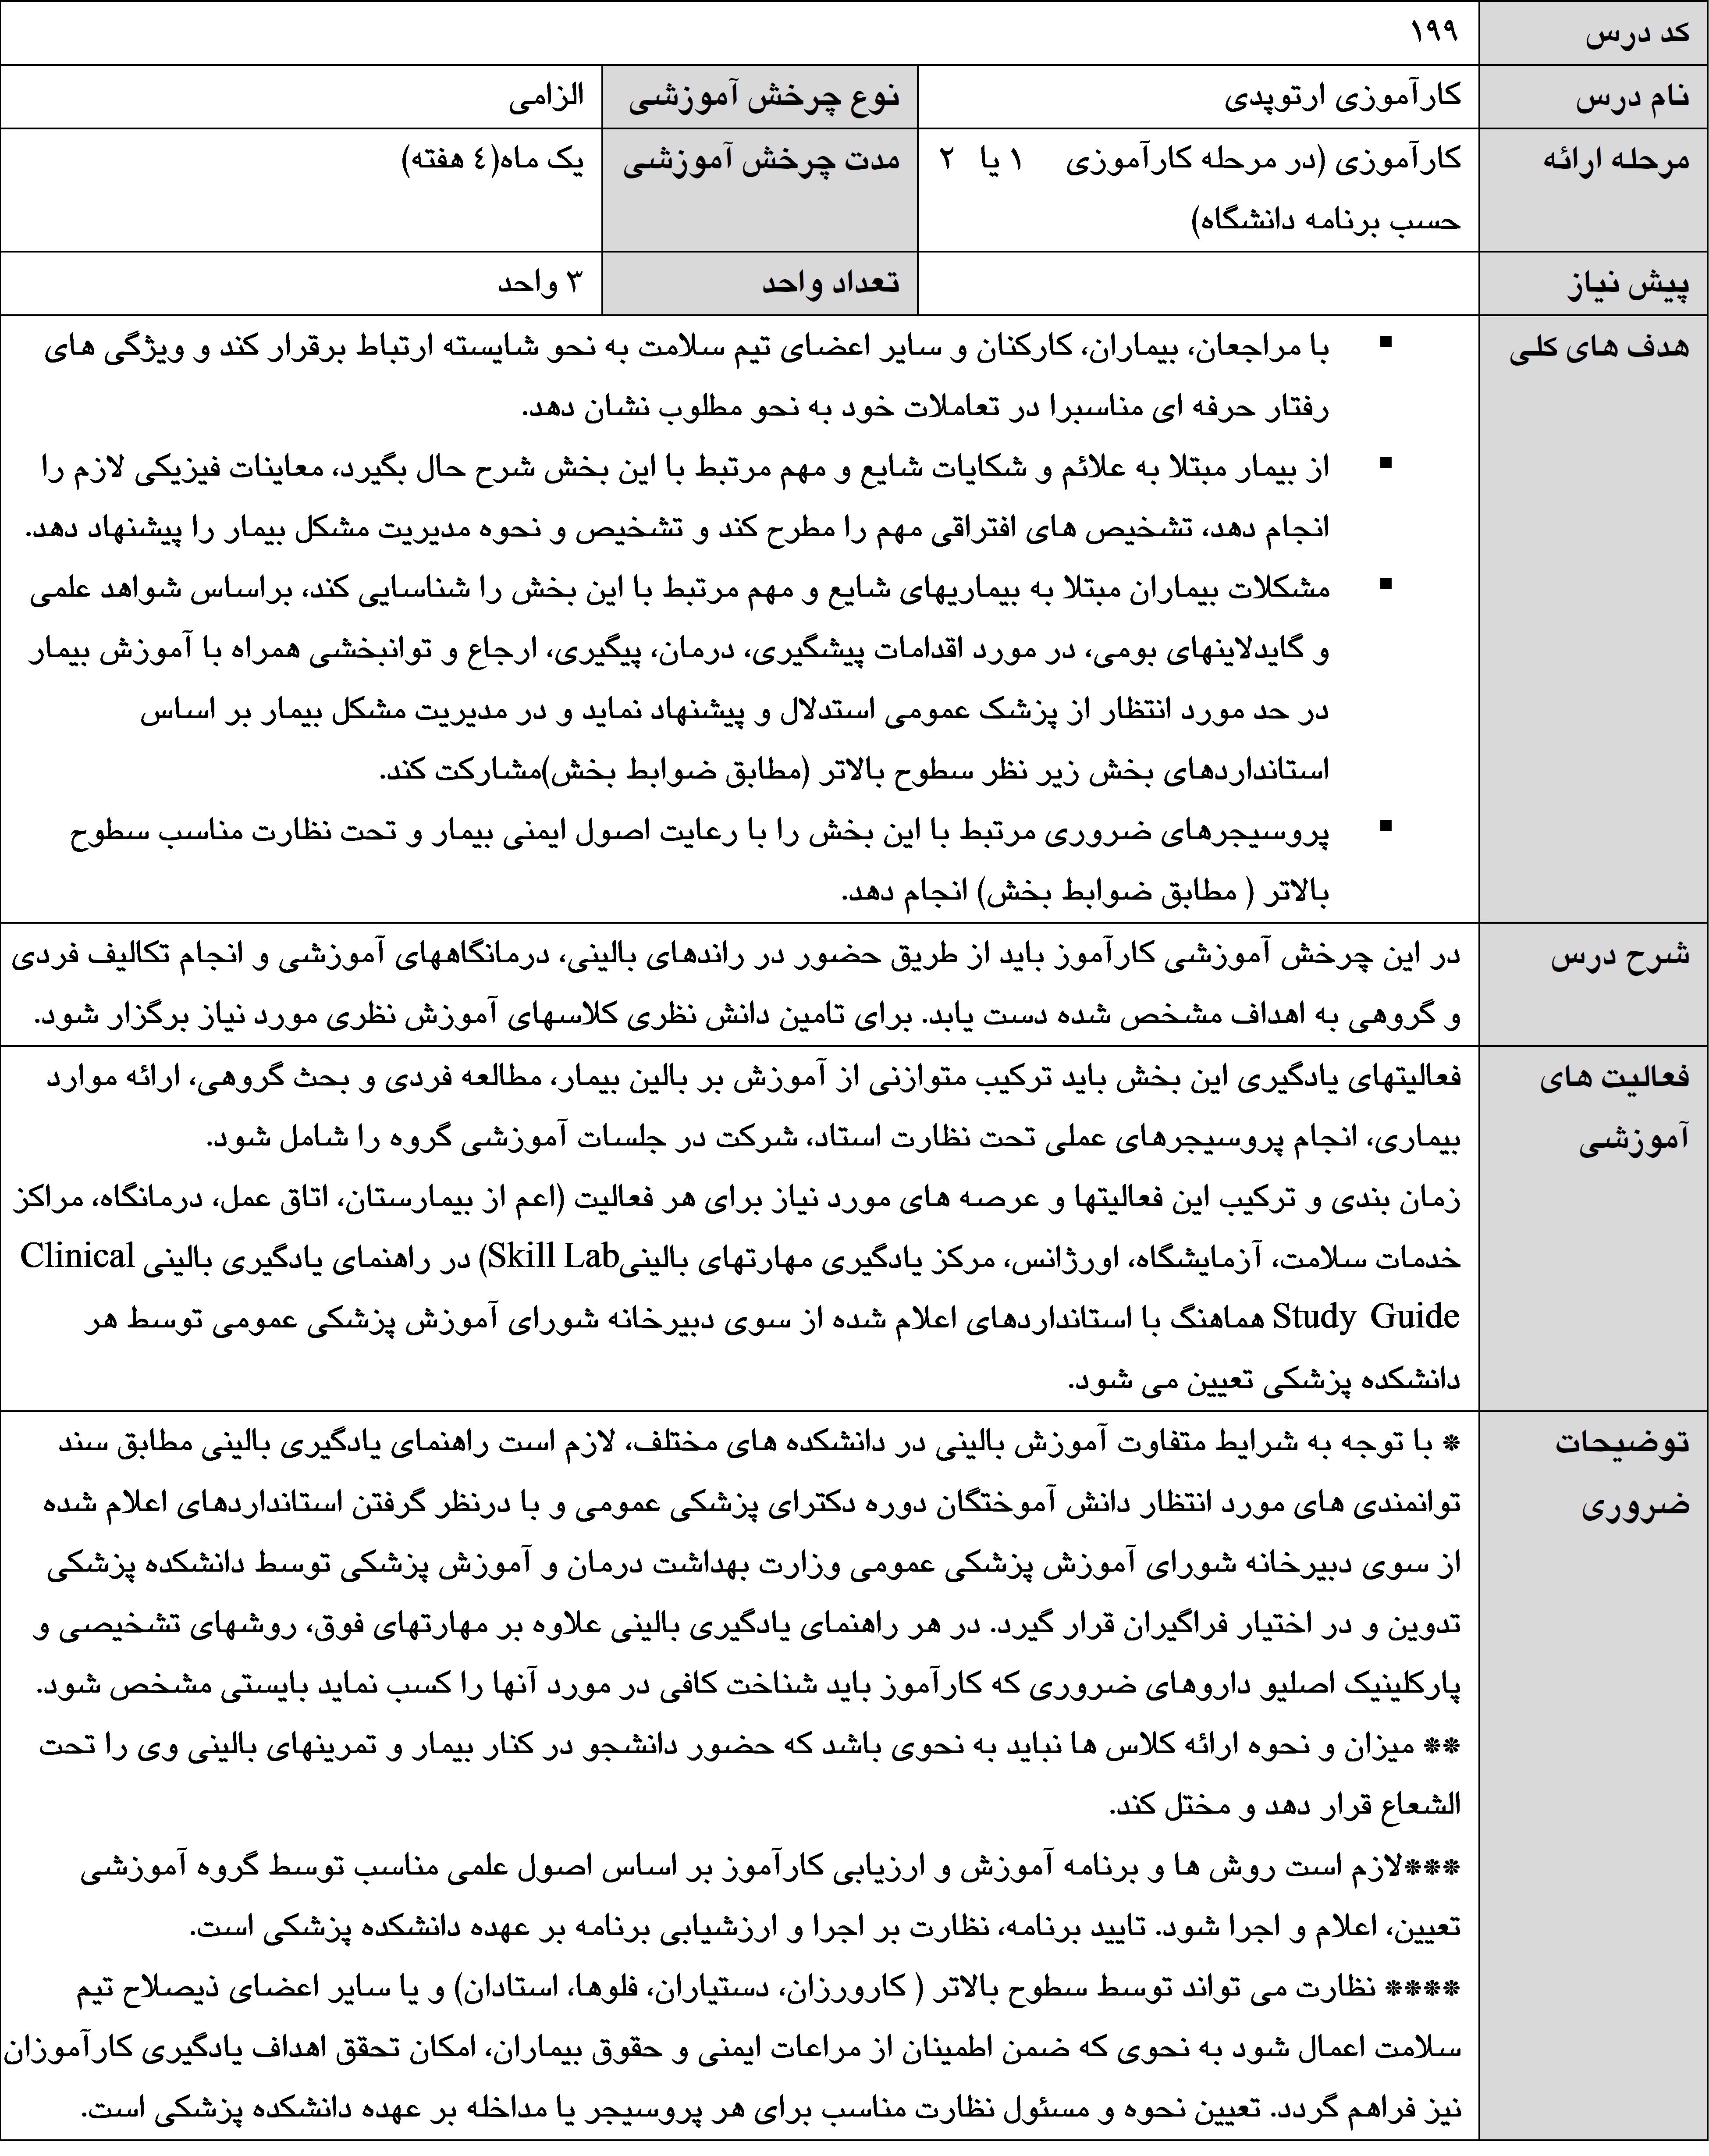 کد درس ۱۹۹
نام درس کارآموزی ارتوپدی نوع چرخش آموزشی الزامی
مرحله ارائه کارآموزی (در مرحله کارآموزی ۱ یا ۲ مدت چرخش آموزشی یک ماه(۴ هفته)
حسب برنامه دانشگاه)
پیش نیاز تعداد واحد ۳ واحد
هدف های کلی
▪ با مراجعان، بیماران، کارکنان و سایر اعضای تیم سلامت به نحو شایسته ارتباط برقرار کند و ویژگی های
رفتار حرفه ای مناسبرا در تعاملات خود به نحو مطلوب نشان دهد.
▪ از بیمار مبتلا به علائم و شکایات شایع و مهم مرتبط با این بخش شرح حال بگیرد، معاینات فیزیکی لازم را
انجام دهد، تشخیص های افتراقی مهم را مطرح کند و تشخیص و نحوه مدیریت مشکل بیمار را پیشنهاد دهد.
▪ مشکلات بیماران مبتلا به بیماریهای شایع و مهم مرتبط با این بخش را شناسایی کند، براساس شواهد علمی
و گایدلاینهای بومی، در مورد اقدامات پیشگیری، درمان، پیگیری، ارجاع و توانبخشی همراه با آموزش بیمار
در حد مورد انتظار از پزشک عمومی استدلال و پیشنهاد نماید و در مدیریت مشکل بیمار بر اساس
استانداردهای بخش زیر نظر سطوح بالاتر (مطابق ضوابط بخش)مشارکت کند.
▪ پروسیجرهای ضروری مرتبط با این بخش را با رعایت اصول ایمنی بیمار و تحت نظارت مناسب سطوح
بالاتر ( مطابق ضوابط بخش) انجام دهد.
شرح درس
در این چرخش آموزشی کارآموز باید از طریق حضور در راندهای بالینی، درمانگاههای آموزشی و انجام تکالیف فردی
و گروهی به اهداف مشخص شده دست یابد. برای تامین دانش نظری کلاسهای آموزش نظری مورد نیاز برگزار شود.
فعالیت های
آموزشی
فعالیتهای یادگیری این بخش باید ترکیب متوازنی از آموزش بر بالین بیمار، مطالعه فردی و بحث گروهی، ارائه موارد
بیماری، انجام پروسیجرهای عملی تحت نظارت استاد، شرکت در جلسات آموزشی گروه را شامل شود.
زمان بندی و ترکیب این فعالیتها و عرصه های مورد نیاز برای هر فعالیت (اعم از بیمارستان، اتاق عمل، درمانگاه، مراکز
خدمات سلامت، آزمایشگاه، اورژانس، مرکز یادگیری مهارتهای بالینیSkill Lab) در راهنمای یادگیری بالینی Clinical
Study Guide هماهنگ با استانداردهای اعلام شده از سوی دبیرخانه شورای آموزش پزشکی عمومی توسط هر
دانشکده پزشکی تعیین می شود.
توضیحات
ضروری
* با توجه به شرایط متفاوت آموزش بالینی در دانشکده های مختلف، لازم است راهنمای یادگیری بالینی مطابق سند
توانمندی های مورد انتظار دانش آموختگان دوره دکترای پزشکی عمومی و با درنظر گرفتن استانداردهای اعلام شده
از سوی دبیرخانه شورای آموزش پزشکی عمومی وزارت بهداشت درمان و آموزش پزشکی توسط دانشکده پزشکی
تدوین و در اختیار فراگیران قرار گیرد. در هر راهنمای یادگیری بالینی علاوه بر مهارتهای فوق، روشهای تشخیصی و
پارکلینیک اصلیو داروهای ضروری که کارآموز باید شناخت کافی در مورد آنها را کسب نماید بایستی مشخص شود.
** میزان و نحوه ارائه کلاس ها نباید به نحوی باشد که حضور دانشجو در کنار بیمار و تمرینهای بالینی وی را تحت
الشعاع قرار دهد و مختل کند.
***لازم است روش ها و برنامه آموزش و ارزیابی کارآموز بر اساس اصول علمی مناسب توسط گروه آموزشی
تعیین، اعلام و اجرا شود. تایید برنامه، نظارت بر اجرا و ارزشیابی برنامه بر عهده دانشکده پزشکی است.
**** نظارت می تواند توسط سطوح بالاتر ( کارورزان، دستیاران، فلوها، استادان) و یا سایر اعضای ذیصلاح تیم
سلامت اعمال شود به نحوی که ضمن اطمینان از مراعات ایمنی و حقوق بیماران، امکان تحقق اهداف یادگیری کارآموزان
نیز فراهم گردد. تعیین نحوه و مسئول نظارت مناسب برای هر پروسیجر یا مداخله بر عهده دانشکده پزشکی است.